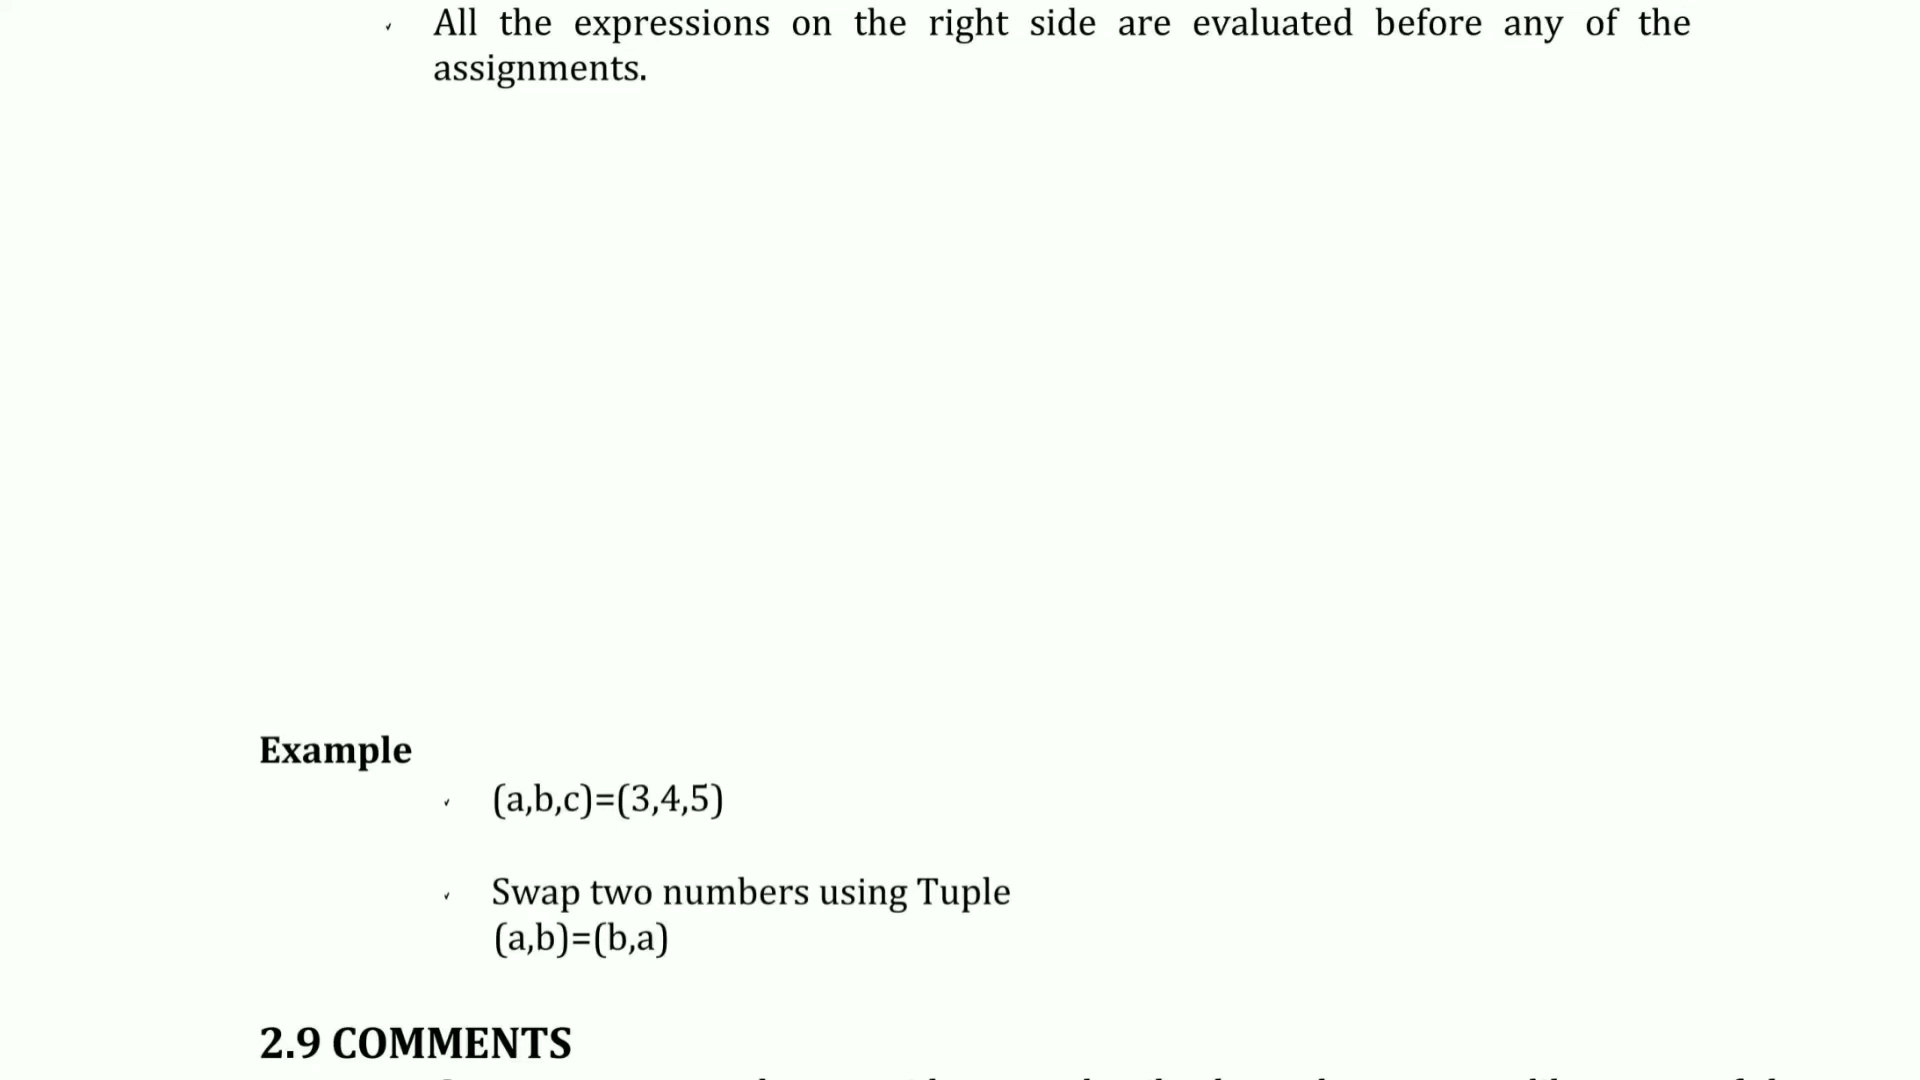 ✓ All the expressions on the right side are evaluated before any of the
assignments.
Example
✓ (a,b,c)=(3,4,5)
✓ Swap two numbers using Tuple
(a,b)=(b,a)
2.9 COMMENTS